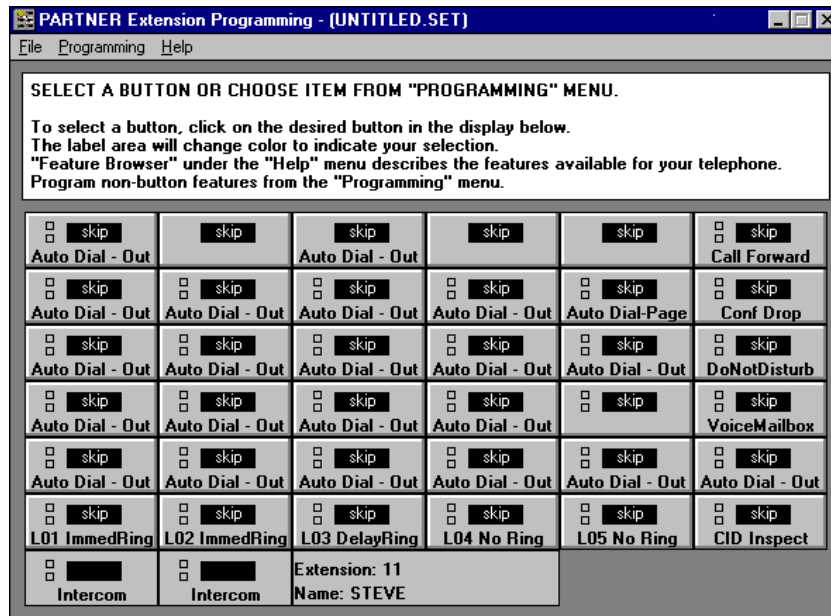 PARTNER Extension Programming - (UNTITLED.SET)
File Programming Help
SELECT A BUTTON OR CHOOSE ITEM FROM "PROGRAMMING" MENU.
To select a button, click on the desired button in the display below.
The label area will change color to indicate your selection.
"Feature Browser" under the "Help" menu describes the features available for your telephone.
Program non-button features from the "Programming" menu.
skip skip skip skip skip skip
Auto Dial - Out Auto Dial - Out Call Forward
skip skip skip skip skip skip
Auto Dial - Out Auto Dial - Out Auto Dial - Out Auto Dial - Out Auto Dial-Page Conf Drop
skip skip skip skip skip skip
Auto Dial - Out Auto Dial - Out Auto Dial - Out Auto Dial - Out Auto Dial - Out DoNotDisturb
skip skip skip skip skip skip
Auto Dial - Out Auto Dial - Out Auto Dial - Out Auto Dial - Out VoiceMailbox
skip skip skip skip skip skip
Auto Dial - Out Auto Dial - Out Auto Dial - Out Auto Dial - Out Auto Dial - Out Auto Dial - Out
skip skip skip skip skip skip
L01 ImmedRing L02 ImmedRing L03 DelayRing L04 No Ring L05 No Ring CID Inspect
Extension: 11
Intercom Intercom Name: STEVE